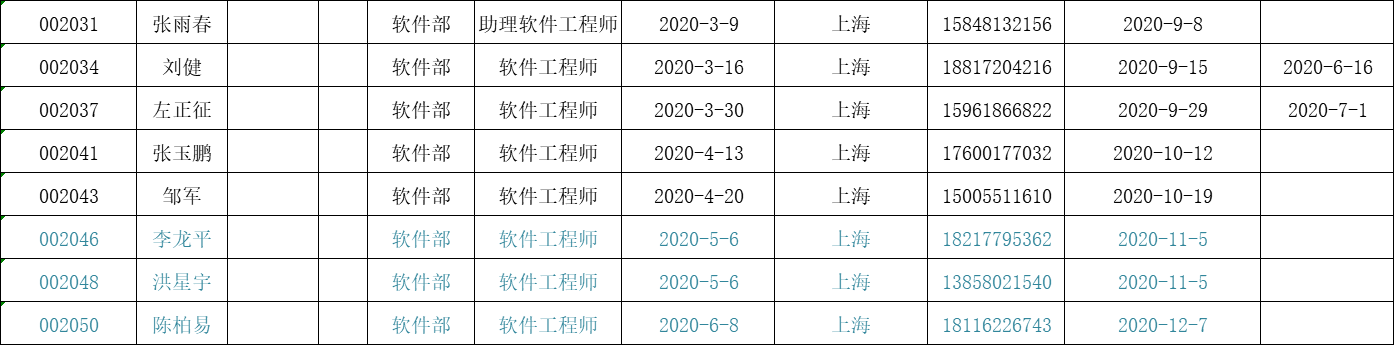 002031 张雨春 软件部 助理软件工程师 2020-3-9 上海 15848132156 2020-9-8
002034 刘健 软件部 软件工程师 2020-3-16 上海 18817204216 2020-9-15 2020-6-16
002037 左正征 软件部 软件工程师 2020-3-30 上海 15961866822 2020-9-29 2020-7-1
002041 张玉鹏 软件部 软件工程师 2020-4-13 上海 17600177032 2020-10-12
002043 邹军 软件部 软件工程师 2020-4-20 上海 15005511610 2020-10-19
002046 李龙平 软件部 软件工程师 2020-5-6 上海 18217795362 2020-11-5
002048 洪星宇 软件部 软件工程师 2020-5-6 上海 13858021540 2020-11-5
002050 陈柏易 软件部 软件工程师 2020-6-8 上海 18116226743 2020-12-7